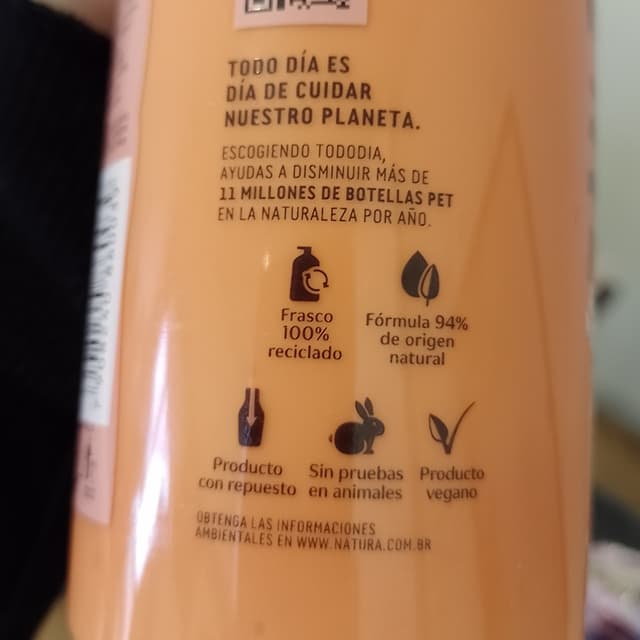 TODO DÍA ES
DÍA DE CUIDAR
NUESTRO PLANETA.
ESCOGIENDO TODODIA,
AYUDAS A DISMINUIR MÁS DE
11 MILLONES DE BOTELLAS PET
EN LA NATURALEZA POR AÑO.
Frasco
100%
reciclado
Fórmula 94%
de origen
natural
Producto
con repuesto
Sin pruebas
en animales
Producto
vegano
OBTENGA LAS INFORMACIONES
AMBIENTALES EN WWW.NATURA.COM.BR